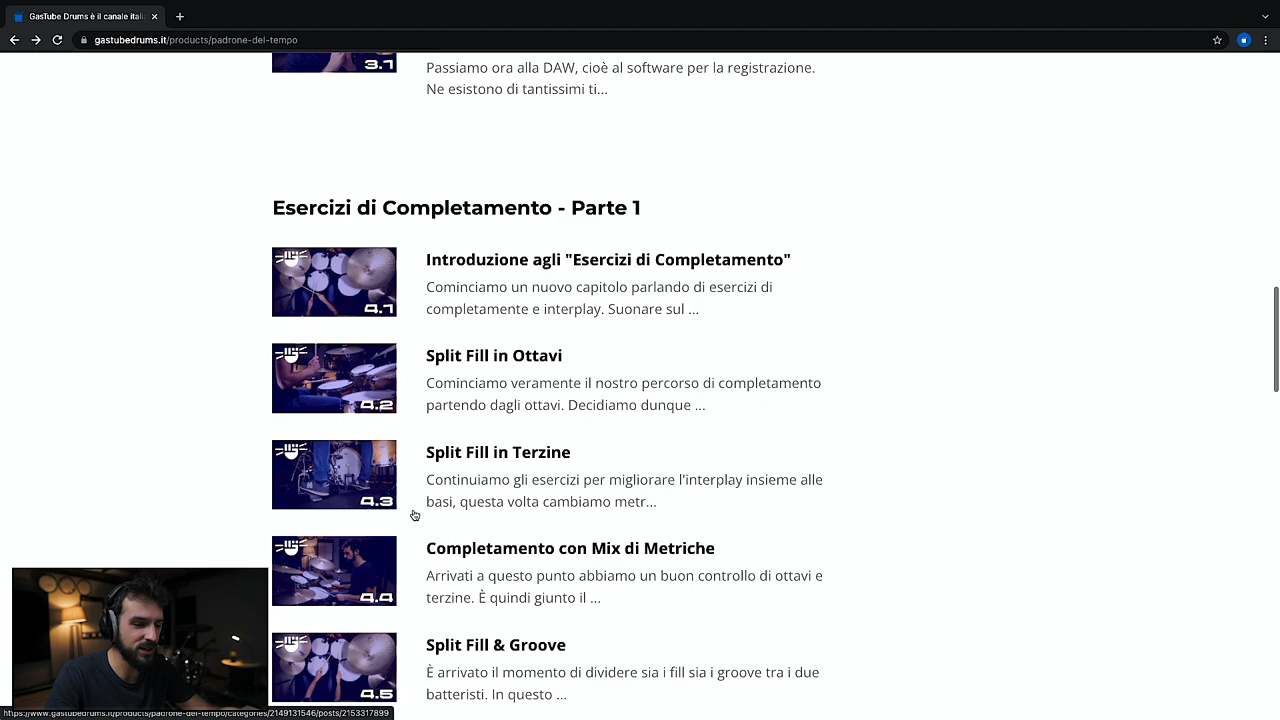 GasTube Drums è il canale itali
gastubedrums.it/products/padrone-del-tempo
3.1
Passiamo ora alla DAW, cioè al software per la registrazione.
Ne esistono di tantissimi ti...
Esercizi di Completamento - Parte 1
4.1
Introduzione agli "Esercizi di Completamento"
Cominciamo un nuovo capitolo parlando di esercizi di
completamente e interplay. Suonare sul ...
4.2
Split Fill in Ottavi
Cominciamo veramente il nostro percorso di completamento
partendo dagli ottavi. Decidiamo dunque ...
4.3
Split Fill in Terzine
Continuiamo gli esercizi per migliorare l'interplay insieme alle
basi, questa volta cambiamo metr...
4.4
Completamento con Mix di Metriche
Arrivati a questo punto abbiamo un buon controllo di ottavi e
terzine. È quindi giunto il ...
4.5
Split Fill & Groove
È arrivato il momento di dividere sia i fill sia i groove tra i due
batteristi. In questo ...
https://www.gastubedrums.it/products/padrone-del-tempo/categories/2149131546/posts/2153317899